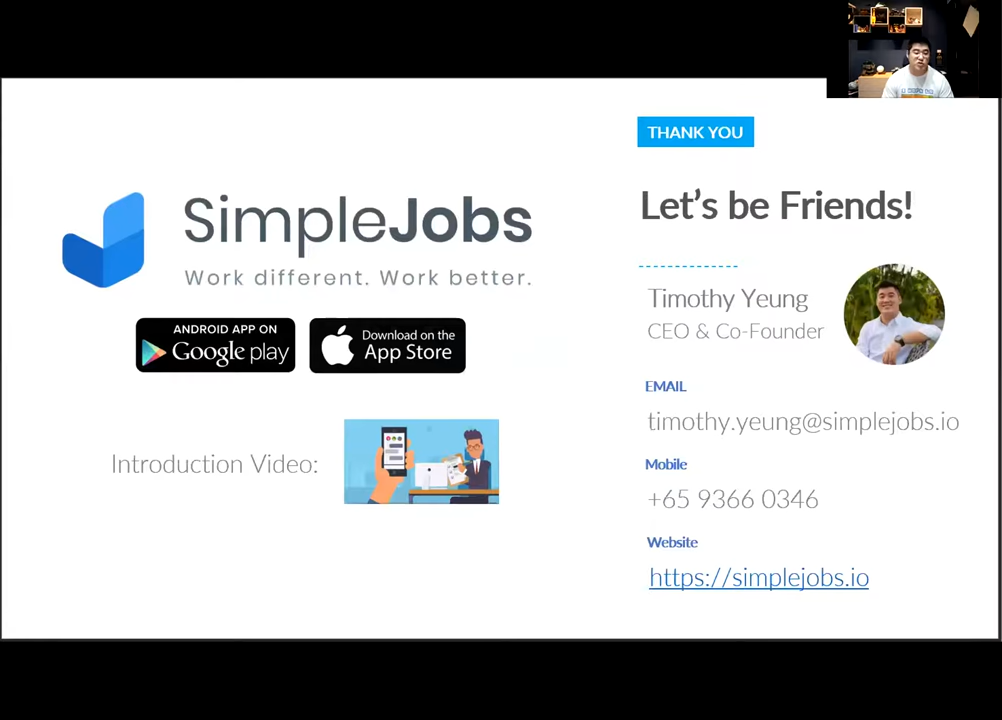 SimpleJobs
Work different. Work better.
ANDROID APP ON
Google play
Download on the
App Store
Introduction Video:
THANK YOU
Let's be Friends!
Timothy Yeung
CEO & Co-Founder
EMAIL
timothy.yeung@simplejobs.io
Mobile
+65 9366 0346
Website
https://simplejobs.io